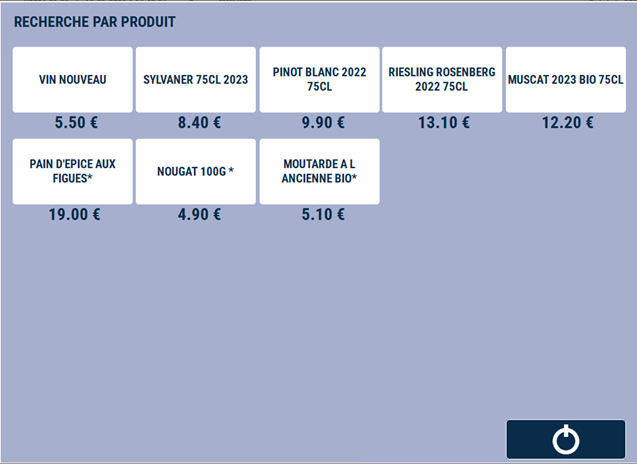 RECHERCHE PAR PRODUIT
VIN NOUVEAU
5.50 €
SYLVANER 75CL 2023
8.40 €
PINOT BLANC 2022
75CL
9.90 €
RIESLING ROSENBERG
2022 75CL
13.10 €
MUSCAT 2023 BIO 75CL
12.20 €
PAIN D'EPICE AUX
FIGUES*
19.00 €
NOUGAT 100G *
4.90 €
MOUTARDE A L
ANCIENNE BIO*
5.10 €